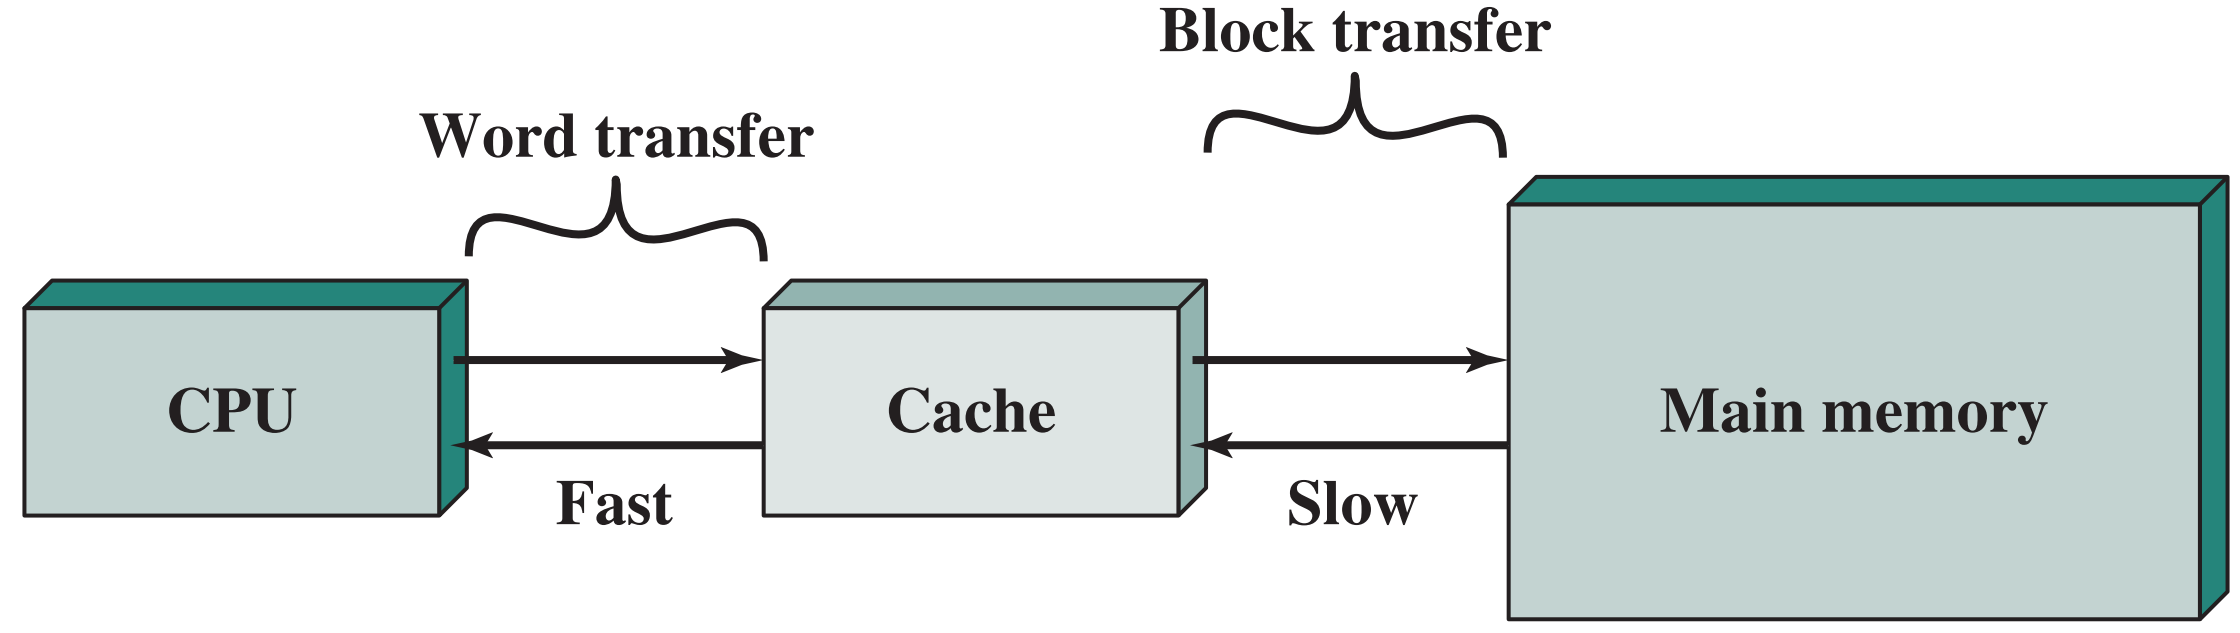 Block transfer
Word transfer
CPU
Cache
Main memory
Fast
Slow